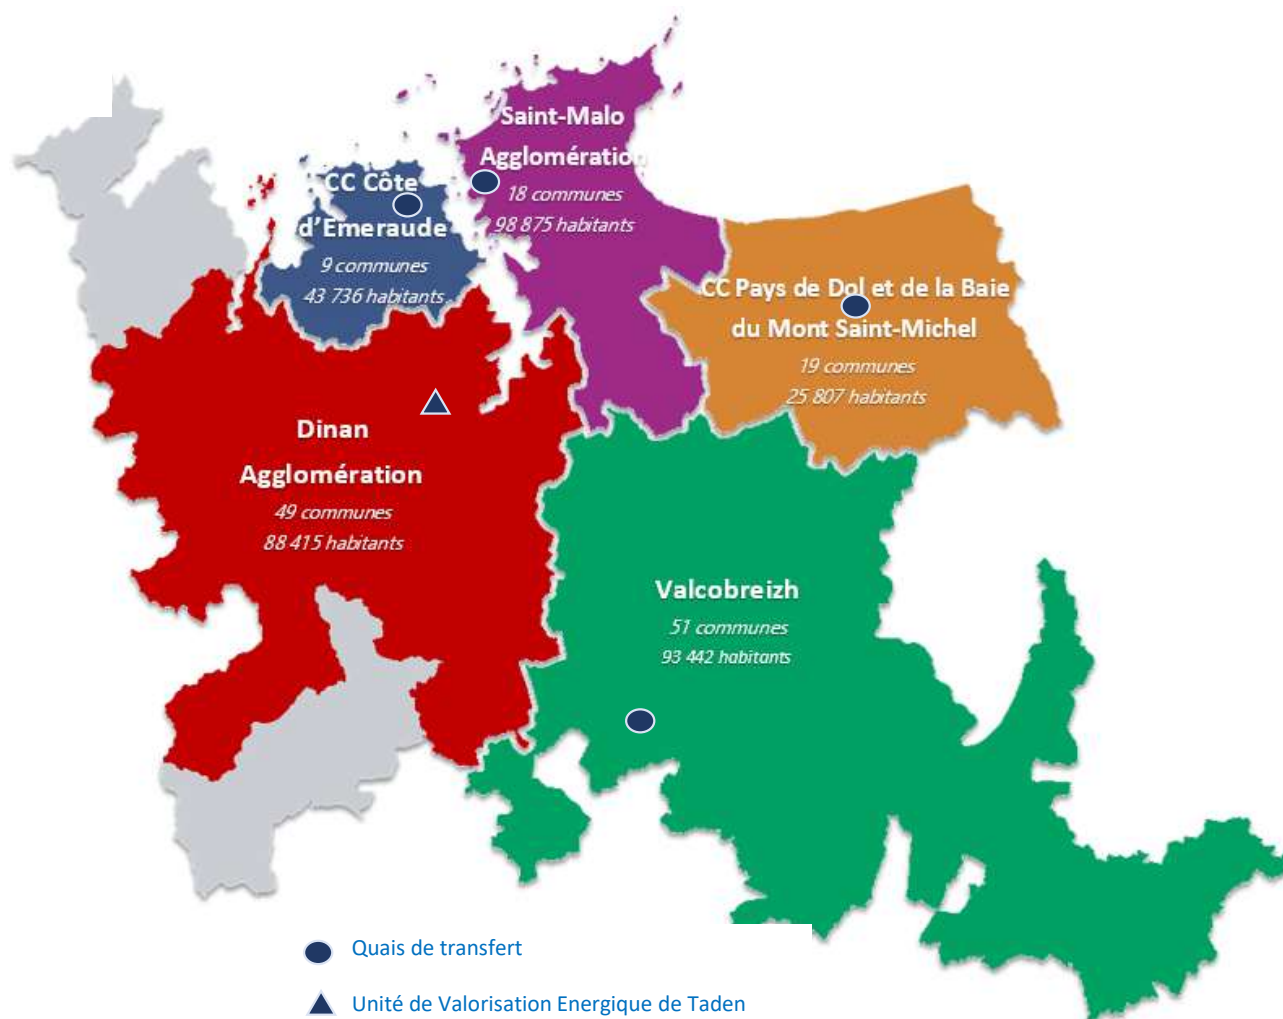 Saint-Malo
Agglomération
18 communes
98 875 habitants
CC Côte
d'Emeraude
9 communes
43 736 habitants
CC Pays de Dol et de la Baie
du Mont Saint-Michel
19 communes
25 807 habitants
Dinan
Agglomération
49 communes
88 415 habitants
Valcobreizh
51 communes
93 442 habitants
Quais de transfert
Unité de Valorisation Energique de Taden